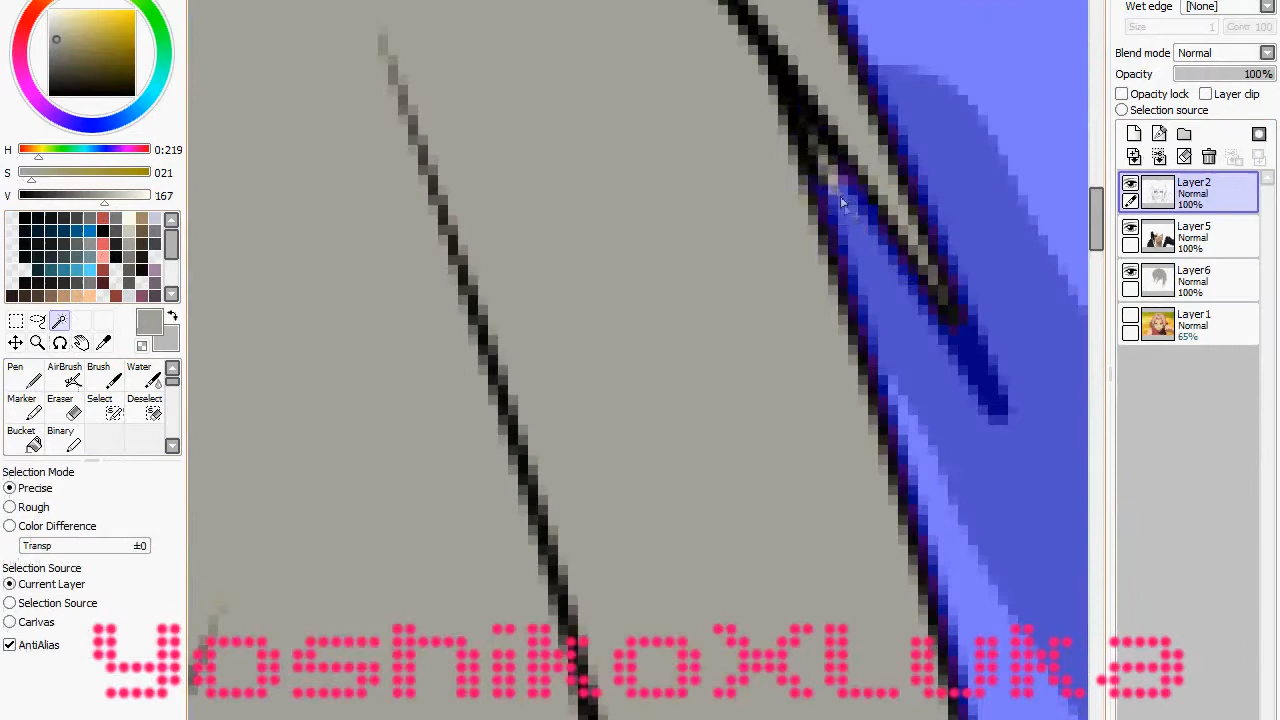 Wet edge [None]
Size 1 Contr 100
Blend mode Normal
Opacity 100%
Opacity lock Layer clip
Selection source
H 0:219
S 021
V 167
Layer2
Normal
100%
Layer5
Normal
100%
Layer6
Normal
100%
Layer1
Normal
65%
Pen AirBrush Brush Water
Marker Eraser Select Deselect
Bucket Binary
Selection Mode
Precise
Rough
Color Difference
Transp ±0
Selection Source
Current Layer
Selection Source
Canvas
AntiAlias
YoshikoXLuka